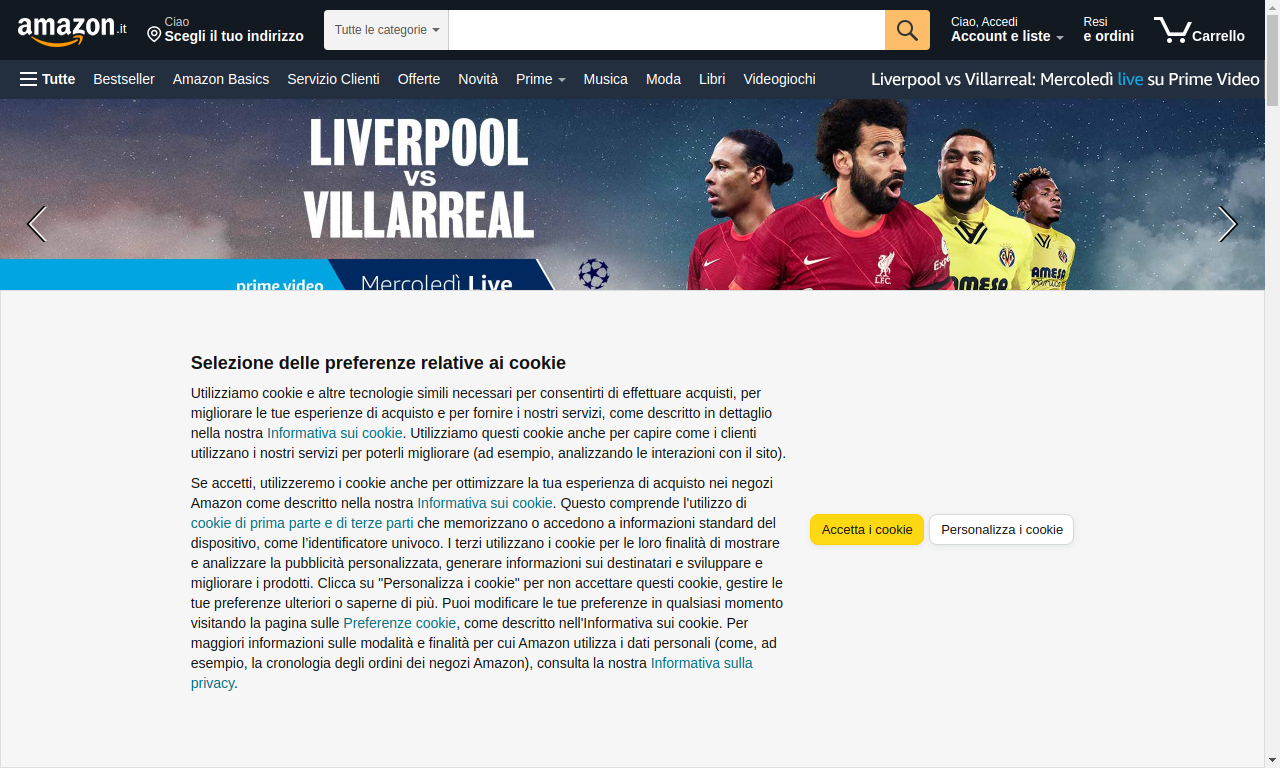 amazon.it
Ciao
Scegli il tuo indirizzo
Tutte le categorie
Ciao, Accedi
Account e liste
Resi
e ordini
Carrello
Tutte
Bestseller
Amazon Basics
Servizio Clienti
Offerte
Novità
Prime
Musica
Moda
Libri
Videogiochi
Liverpool vs Villarreal: Mercoledì live su Prime Video
LIVERPOOL
VS
VILLARREAL
prime video
Mercoledì Live
L.F.C.
Selezione delle preferenze relative ai cookie
Utilizziamo cookie e altre tecnologie simili necessari per consentirti di effettuare acquisti, per
migliorare le tue esperienze di acquisto e per fornire i nostri servizi, come descritto in dettaglio
nella nostra Informativa sui cookie. Utilizziamo questi cookie anche per capire come i clienti
utilizzano i nostri servizi per poterli migliorare (ad esempio, analizzando le interazioni con il sito).
Se accetti, utilizzeremo i cookie anche per ottimizzare la tua esperienza di acquisto nei negozi
Amazon come descritto nella nostra Informativa sui cookie. Questo comprende l'utilizzo di
cookie di prima parte e di terze parti che memorizzano o accedono a informazioni standard del
dispositivo, come l’identificatore univoco. I terzi utilizzano i cookie per le loro finalità di mostrare
e analizzare la pubblicità personalizzata, generare informazioni sui destinatari e sviluppare e
migliorare i prodotti. Clicca su "Personalizza i cookie" per non accettare questi cookie, gestire le
tue preferenze ulteriori o saperne di più. Puoi modificare le tue preferenze in qualsiasi momento
visitando la pagina sulle Preferenze cookie, come descritto nell'Informativa sui cookie. Per
maggiori informazioni sulle modalità e finalità per cui Amazon utilizza i dati personali (come, ad
esempio, la cronologia degli ordini dei negozi Amazon), consulta la nostra Informativa sulla
privacy.
Accetta i cookie
Personalizza i cookie